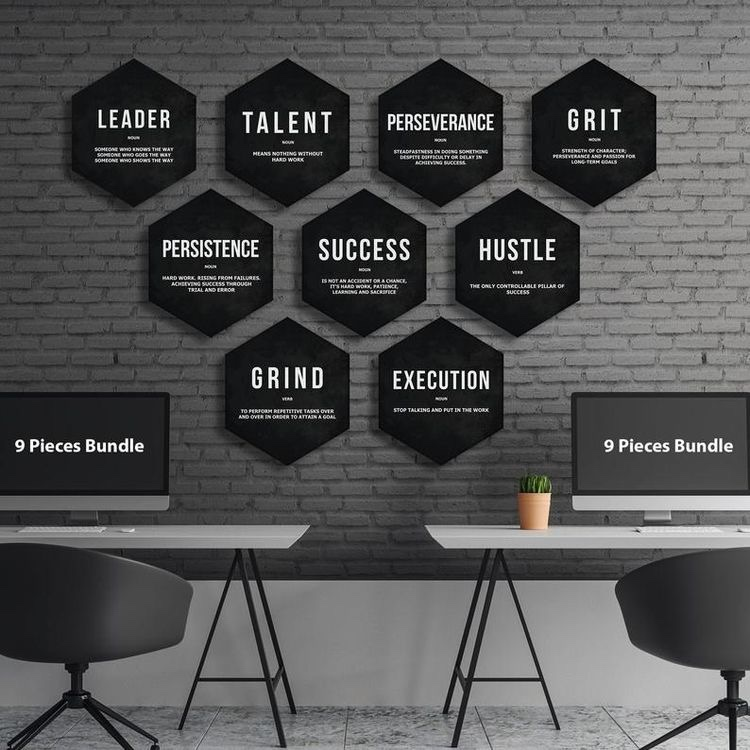 LEADER
NOUN
SOMEONE WHO KNOWS THE WAY
SOMEONE WHO GOES THE WAY
SOMEONE WHO SHOWS THE WAY
TALENT
NOUN
MEANS NOTHING WITHOUT
HARD WORK
PERSEVERANCE
NOUN
STEADFASTNESS IN DOING SOMETHING
DESPITE DIFFICULTY OR DELAY IN
ACHIEVING SUCCESS.
GRIT
NOUN
STRENGTH OF CHARACTER;
PERSEVERANCE AND PASSION FOR
LONG-TERM GOALS
PERSISTENCE
NOUN
HARD WORK. RISING FROM FAILURES.
ACHIEVING SUCCESS THROUGH
TRIAL AND ERROR
SUCCESS
NOUN
IS NOT AN ACCIDENT OR A CHANCE,
IT'S HARD WORK, PATIENCE,
LEARNING AND SACRIFICE
HUSTLE
VERB
THE ONLY CONTROLLABLE PILLAR OF
SUCCESS
GRIND
VERB
TO PERFORM REPETITIVE TASKS OVER
AND OVER IN ORDER TO ATTAIN A GOAL
EXECUTION
NOUN
STOP TALKING AND PUT IN THE WORK
9 Pieces Bundle
9 Pieces Bundle